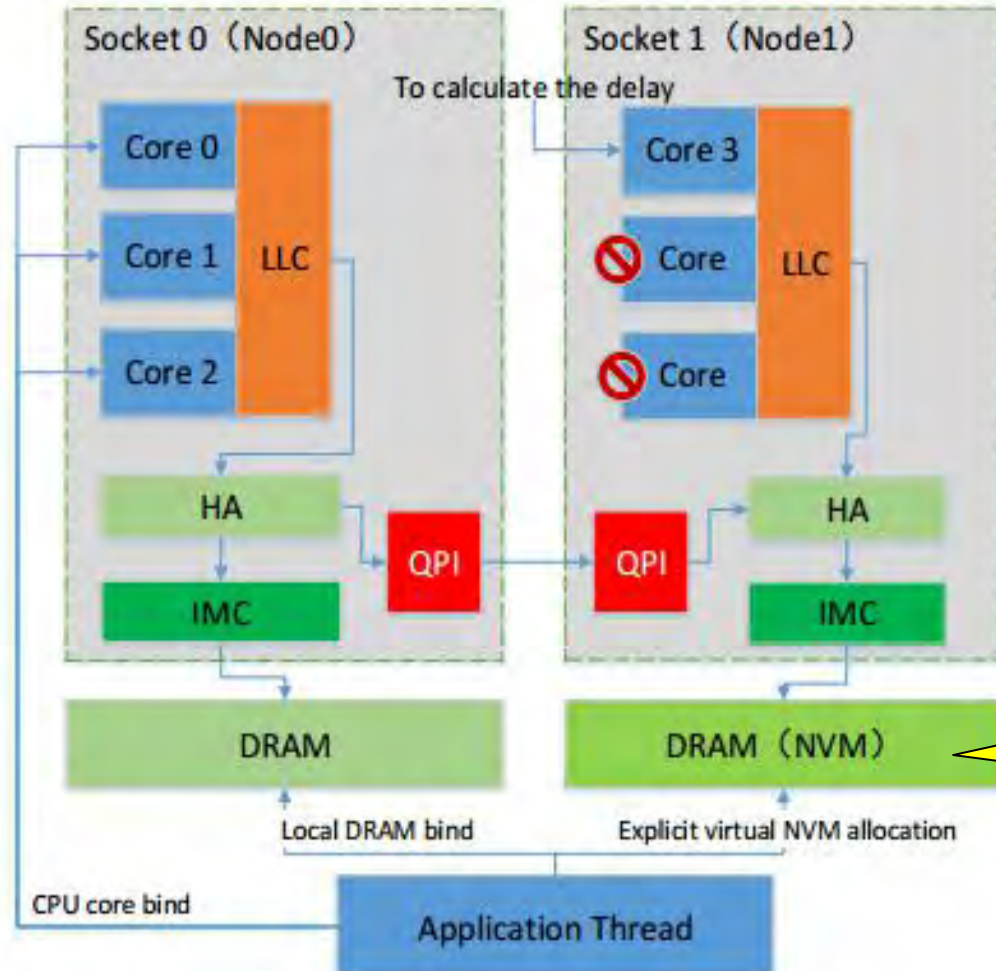 Socket 0（Node0）
Socket 1（Node1）
To calculate the delay
Core 0
Core 1
Core 2
LLC
Core 3
Core
Core
LLC
HA
QPI
IMC
QPI
HA
IMC
DRAM
DRAM（NVM）
Local DRAM bind
Explicit virtual NVM allocation
CPU core bind
Application Thread